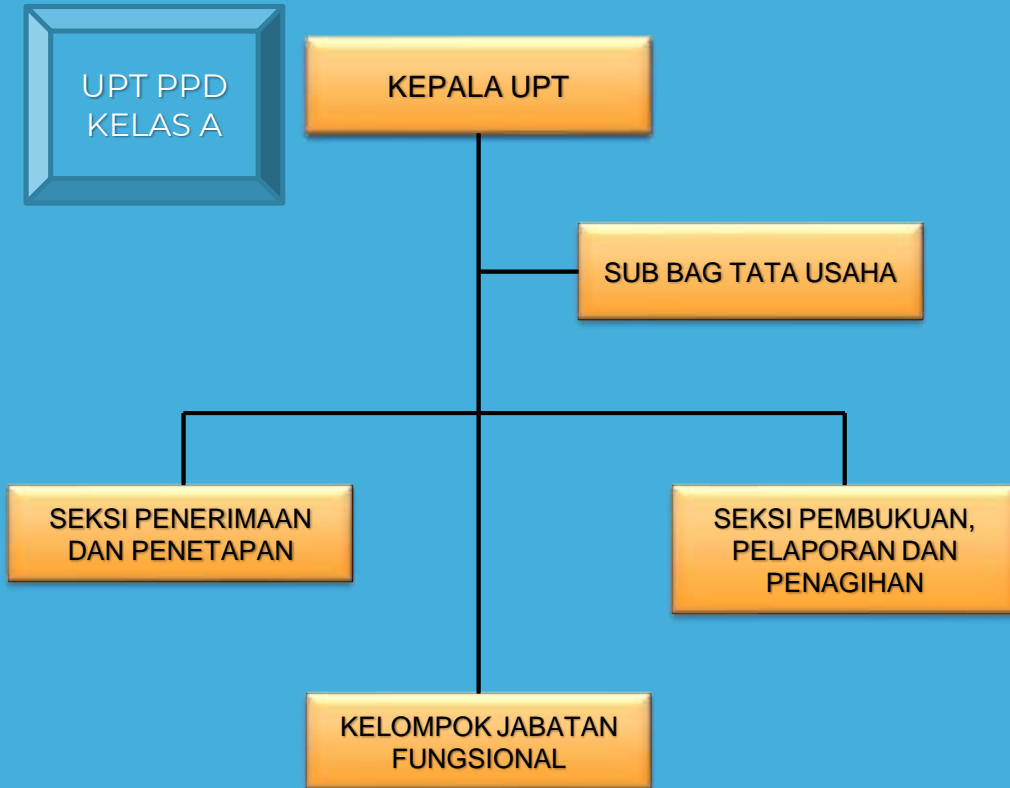 UPT PPD
KELAS A
KEPALA UPT
SUB BAG TATA USAHA
SEKSI PENERIMAAN
DAN PENETAPAN
SEKSI PEMBUKUAN,
PELAPORAN DAN
PENAGIHAN
KELOMPOK JABATAN
FUNGSIONAL